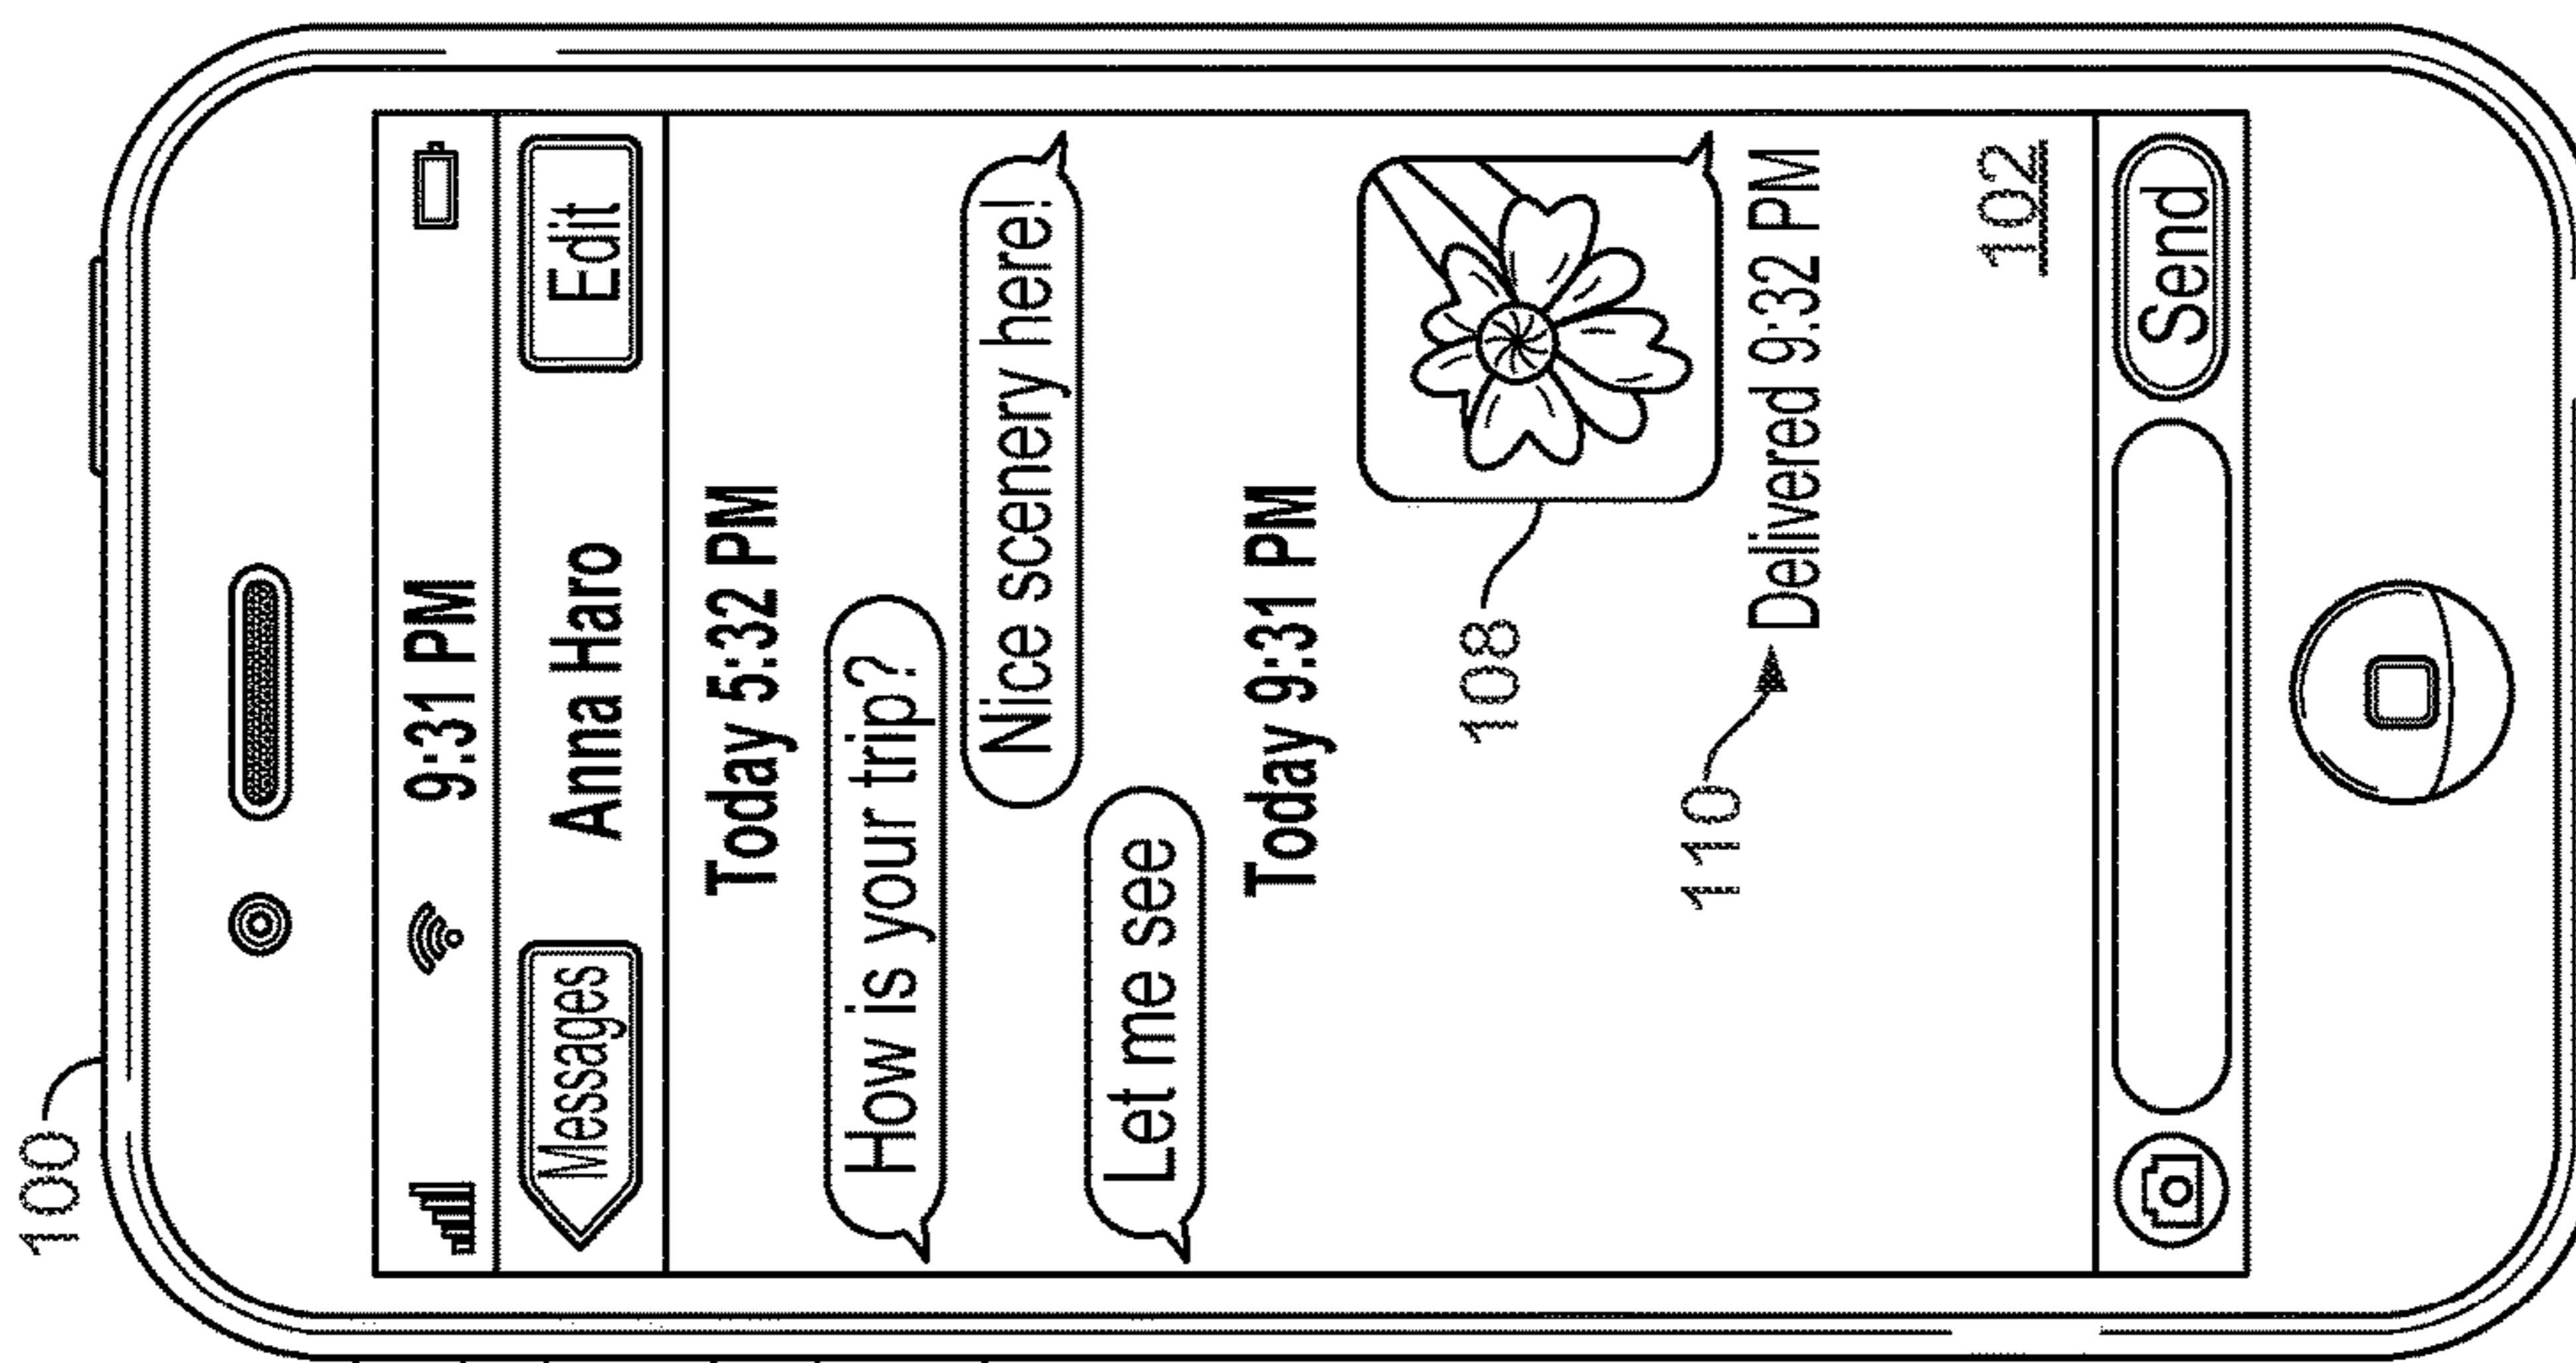 100
9:31 PM
Messages Anna Haro Edit
Today 5:32 PM
How is your trip?
Nice scenery here!
Let me see
Today 9:31 PM
108
110 Delivered 9:32 PM
102
Send